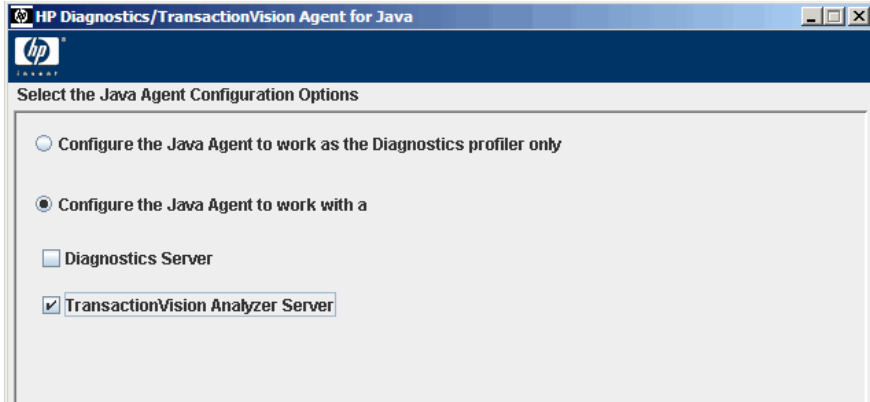 HP Diagnostics/TransactionVision Agent for Java
hp
invent
Select the Java Agent Configuration Options
Configure the Java Agent to work as the Diagnostics profiler only
Configure the Java Agent to work with a
Diagnostics Server
TransactionVision Analyzer Server